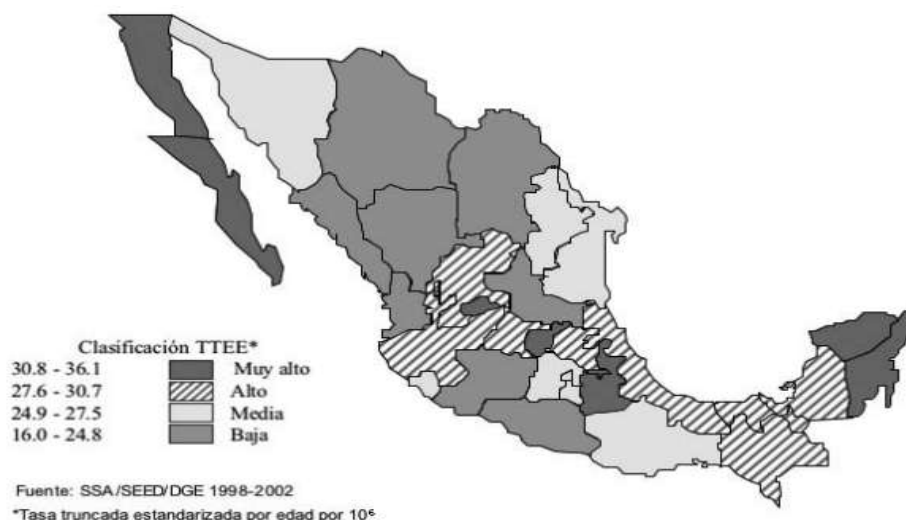 Clasificación TTEE*
30.8 - 36.1 Muy alto
27.6 - 30.7 Alto
24.9 - 27.5 Media
16.0 - 24.8 Baja
Fuente: SSA/SEED/DGE 1998-2002
*Tasa truncada estandarizada por edad por 10⁶